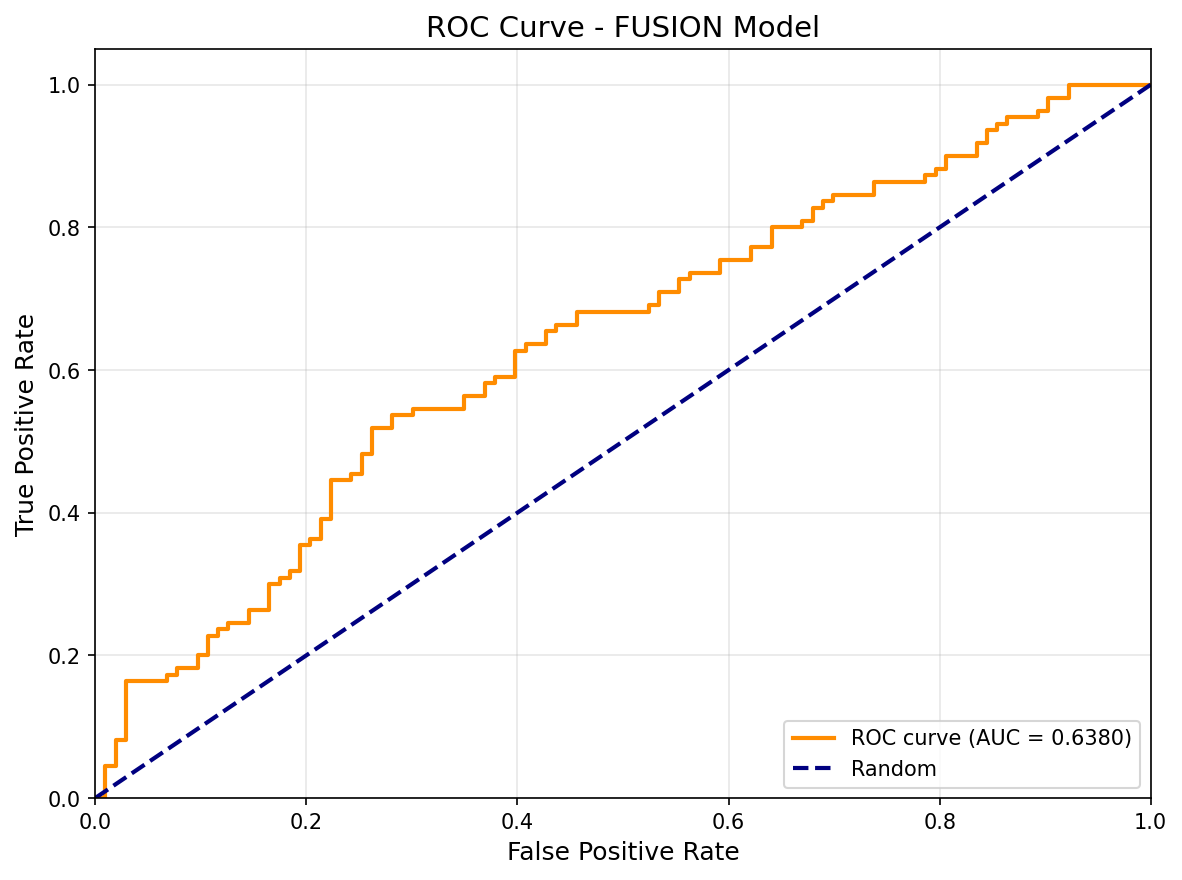 ROC Curve - FUSION Model
True Positive Rate
1.0
0.8
0.6
0.4
0.2
0.0
ROC curve (AUC = 0.6380)
Random
0.0 0.2 0.4 0.6 0.8 1.0
False Positive Rate